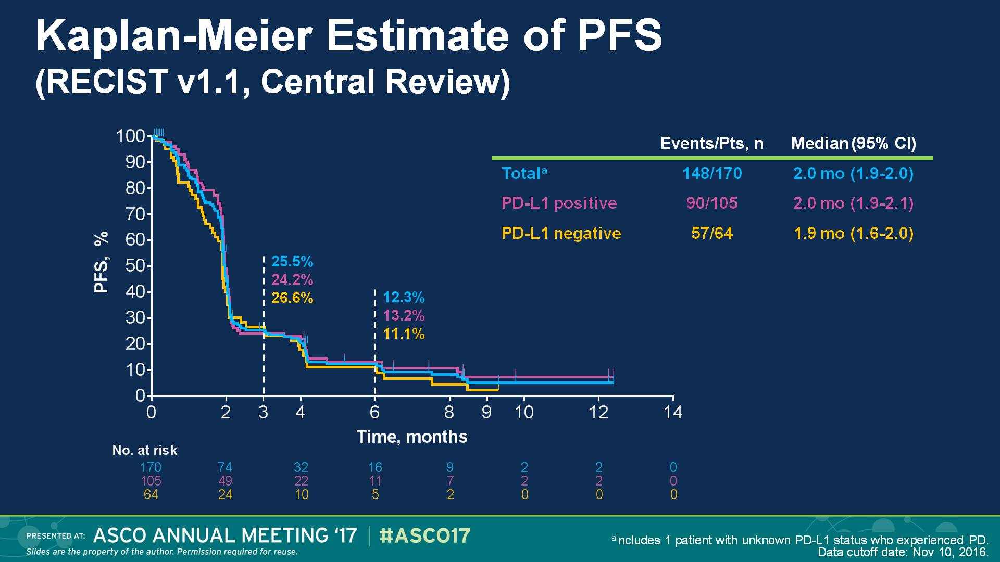 Kaplan-Meier Estimate of PFS
(RECIST v1.1, Central Review)
Events/Pts, n Median (95% CI)
Totalᵃ 148/170 2.0 mo (1.9-2.0)
PD-L1 positive 90/105 2.0 mo (1.9-2.1)
PD-L1 negative 57/64 1.9 mo (1.6-2.0)
PFS, %
100
90
80
70
60
50
40
30
20
10
0
25.5%
24.2%
26.6%
12.3%
13.2%
11.1%
0 2 3 4 6 8 9 10 12 14
Time, months
No. at risk
170 74 32 16 9 2 2 0
105 49 22 11 7 2 2 0
64 24 10 5 2 0 0 0
PRESENTED AT: ASCO ANNUAL MEETING ‘17 | #ASCO17
Slides are the property of the author. Permission required for reuse.
ᵃIncludes 1 patient with unknown PD-L1 status who experienced PD.
Data cutoff date: Nov 10, 2016.